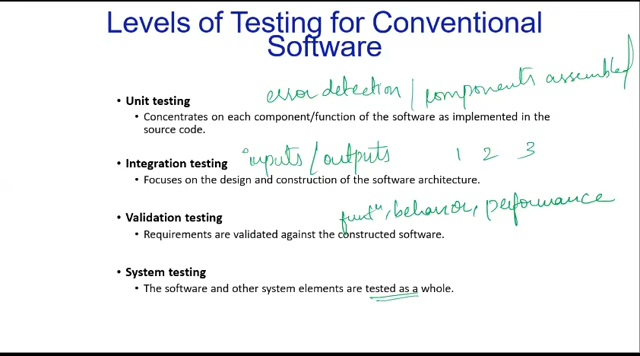 Levels of Testing for Conventional
Software
error detection / components assembled
• Unit testing
• Concentrates on each component/function of the software as implemented in the
source code.
• Integration testing inputs / outputs 1 2 3
• Focuses on the design and construction of the software architecture.
• Validation testing funcⁿ, behavior, performance
• Requirements are validated against the constructed software.
• System testing
• The software and other system elements are tested as a whole.